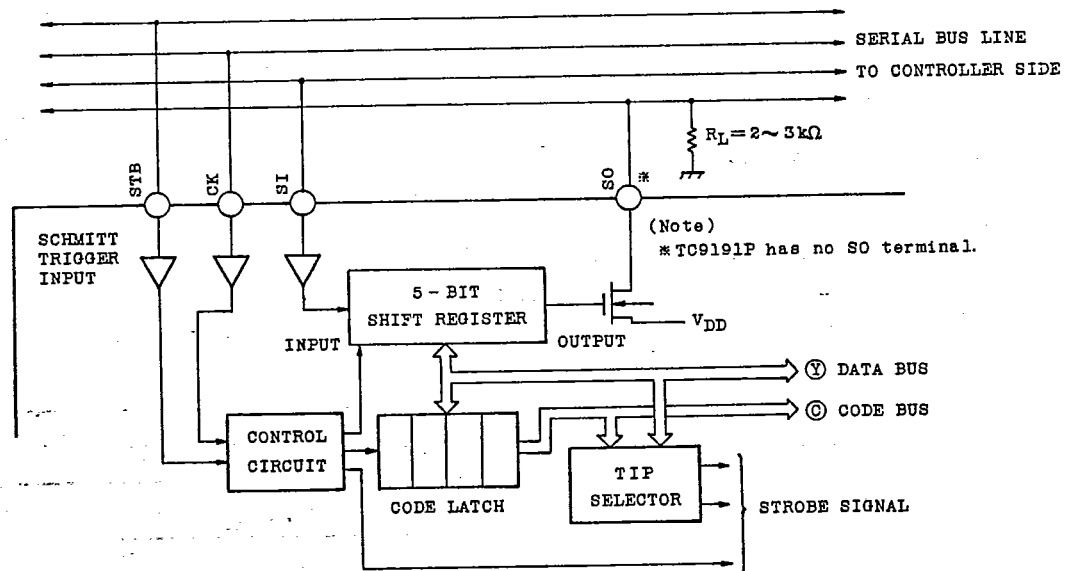 SERIAL BUS LINE
TO CONTROLLER SIDE
R_L=2~3kΩ
STB
CK
SI
SO
※
(Note)
※TC9191P has no SO terminal.
SCHMITT
TRIGGER
INPUT
5-BIT
SHIFT REGISTER
INPUT
OUTPUT
V_DD
Ⓨ DATA BUS
Ⓒ CODE BUS
CONTROL
CIRCUIT
CODE LATCH
TIP
SELECTOR
STROBE SIGNAL